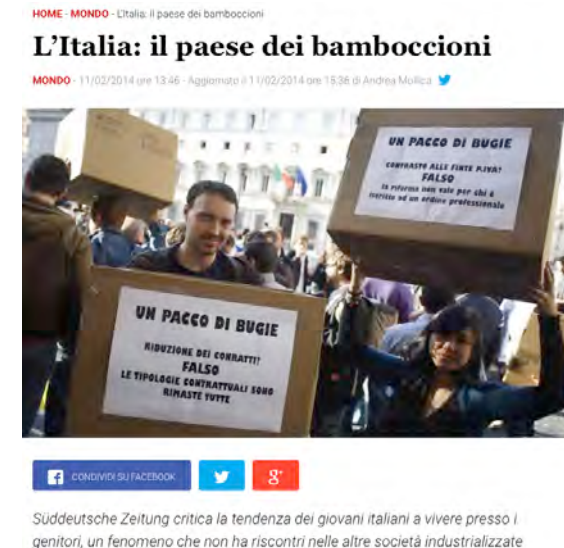 HOME - MONDO - L'Italia: il paese dei bamboccioni
L'Italia: il paese dei bamboccioni
MONDO - 11/02/2014 ore 13:46 - Aggiornato il 11/02/2014 ore 15:36 di Andrea Mollica
UN PACCO DI BUGIE
CONTRASTO ALLE FINTE P.IVA?
FALSO
la riforma non vale per chi è
iscritto ad un ordine professionale
UN PACCO DI BUGIE
RIDUZIONE DEI CONRATTI?
FALSO
LE TIPOLOGIE CONTRATTUALI SONO
RIMASTE TUTTE
CONDIVIDI SU FACEBOOK
Süddeutsche Zeitung critica la tendenza dei giovani italiani a vivere presso i
genitori, un fenomeno che non ha riscontri nelle altre società industrializzate